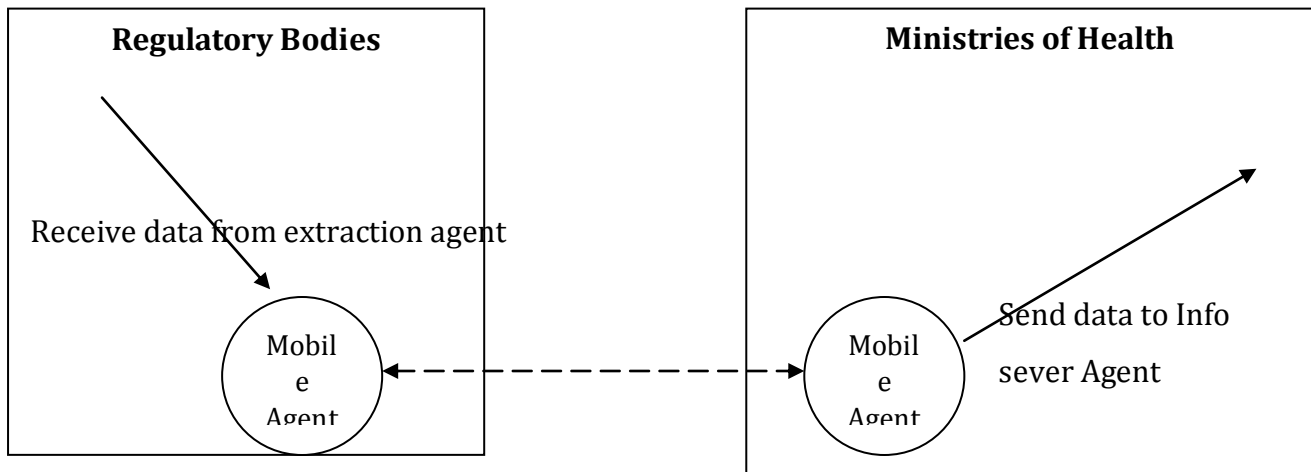 Regulatory Bodies
Receive data from extraction agent
Mobil
e
Agent
Ministries of Health
Mobil
e
Agent
Send data to Info
sever Agent